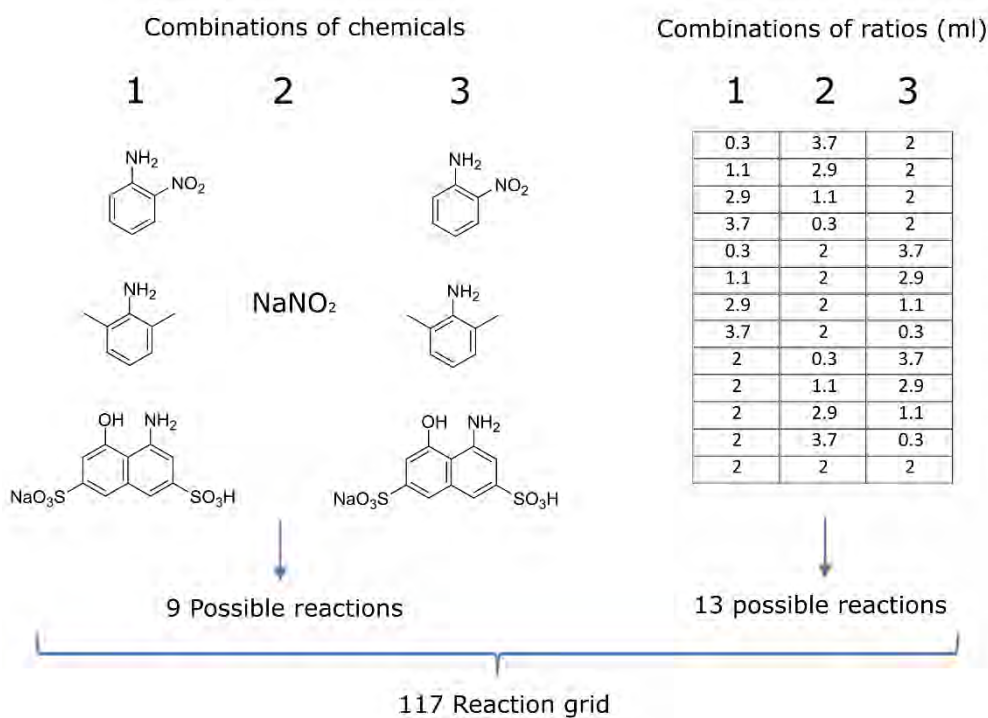 Combinations of chemicals
Combinations of ratios (ml)
1 2 3
1 2 3
NH2
NO2
NH2
NO2
NH2
NaNO2
NH2
OH NH2
NaO3S SO3H
OH NH2
NaO3S SO3H
0.3 3.7 2
1.1 2.9 2
2.9 1.1 2
3.7 0.3 2
0.3 2 3.7
1.1 2 2.9
2.9 2 1.1
3.7 2 0.3
2 0.3 3.7
2 1.1 2.9
2 2.9 1.1
2 3.7 0.3
2 2 2
9 Possible reactions
13 possible reactions
117 Reaction grid